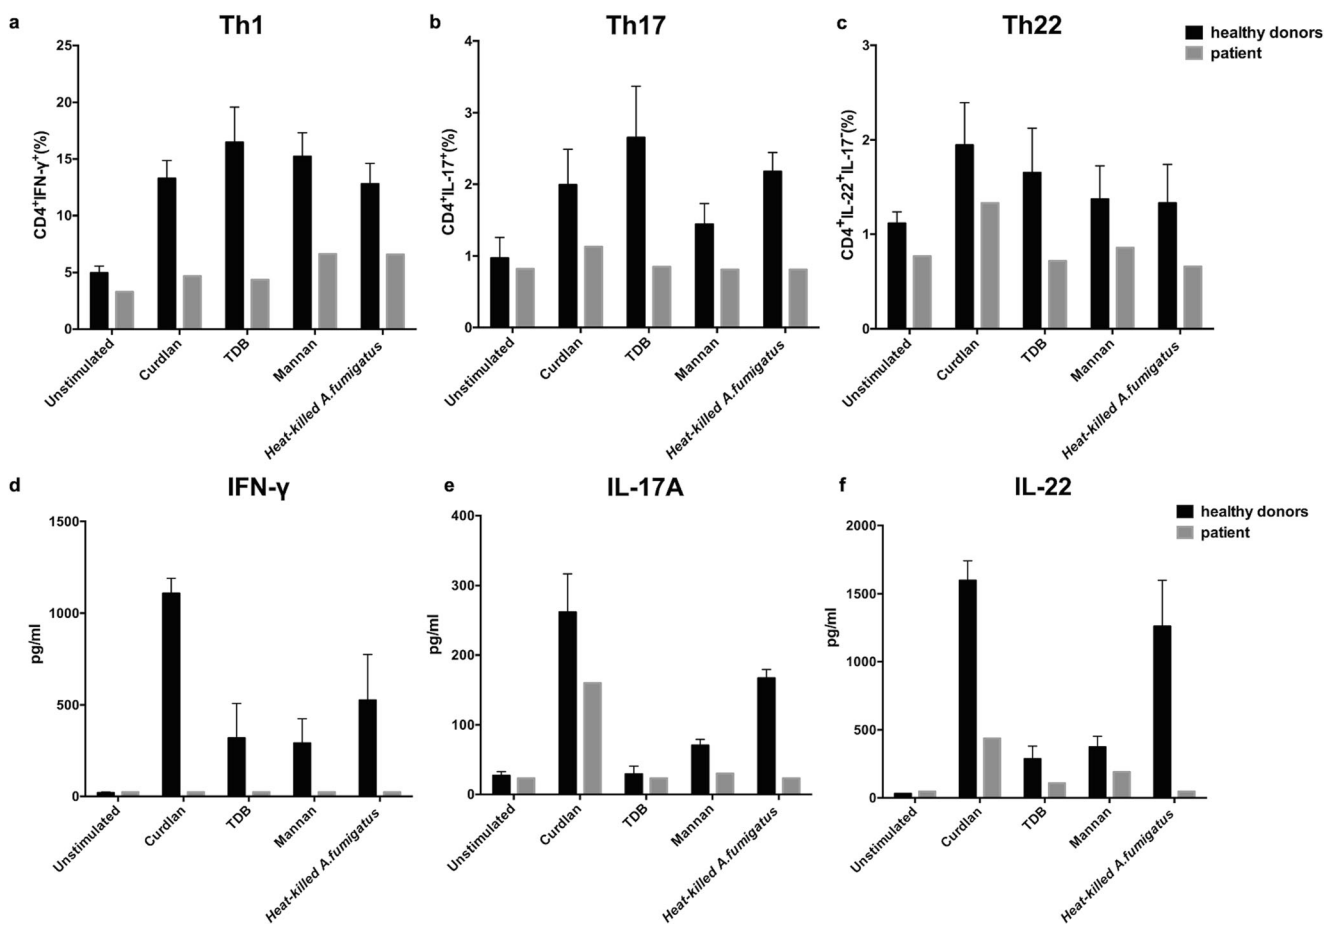 a
Th1
CD4+IFN-γ+(%)
25
20
15
10
5
0
Unstimulated
Curdlan
TDB
Mannan
Heat-killed A.fumigatus
b
Th17
CD4+IL-17+(%)
4
3
2
1
0
Unstimulated
Curdlan
TDB
Mannan
Heat-killed A.fumigatus
c
Th22
CD4+IL-22+IL-17-(%)
3
2
1
0
Unstimulated
Curdlan
TDB
Mannan
Heat-killed A.fumigatus
healthy donors
patient
d
IFN-γ
pg/ml
1500
1000
500
0
Unstimulated
Curdlan
TDB
Mannan
Heat-killed A.fumigatus
e
IL-17A
pg/ml
400
300
200
100
0
Unstimulated
Curdlan
TDB
Mannan
Heat-killed A.fumigatus
f
IL-22
pg/ml
2000
1500
1000
500
0
Unstimulated
Curdlan
TDB
Mannan
Heat-killed A.fumigatus
healthy donors
patient